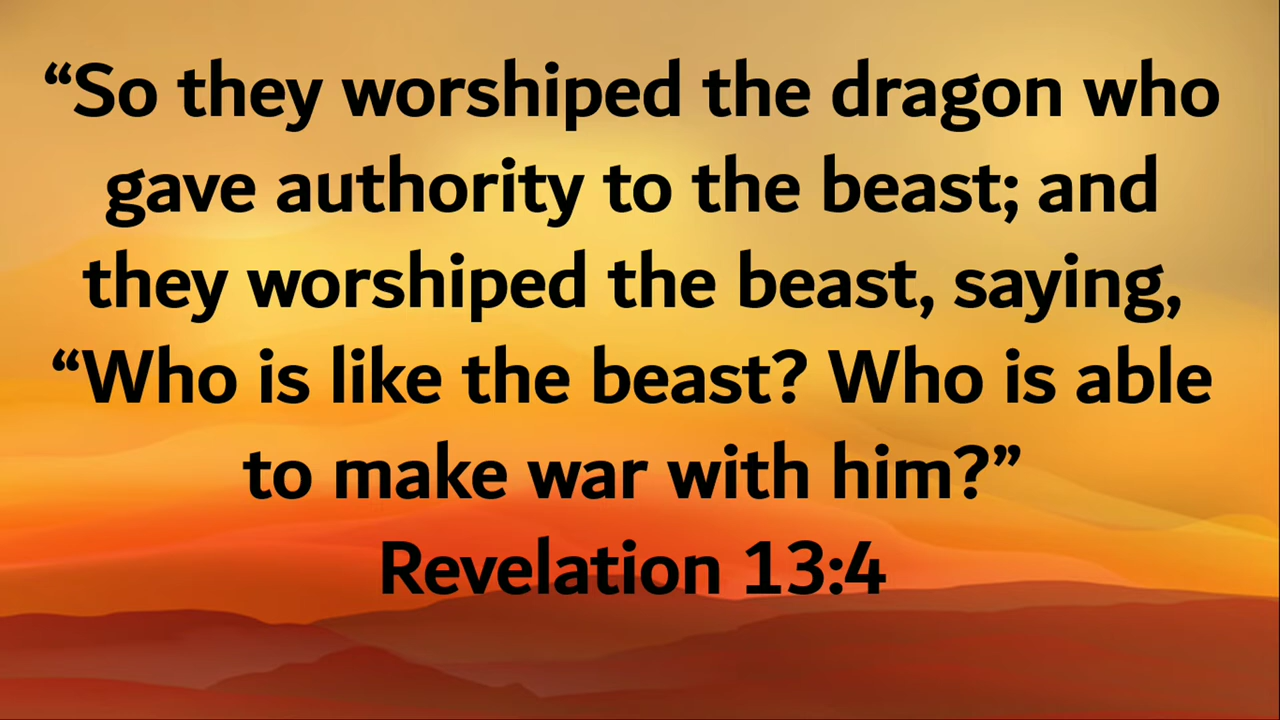 “So they worshiped the dragon who
gave authority to the beast; and
they worshiped the beast, saying,
“Who is like the beast? Who is able
to make war with him?”
Revelation 13:4